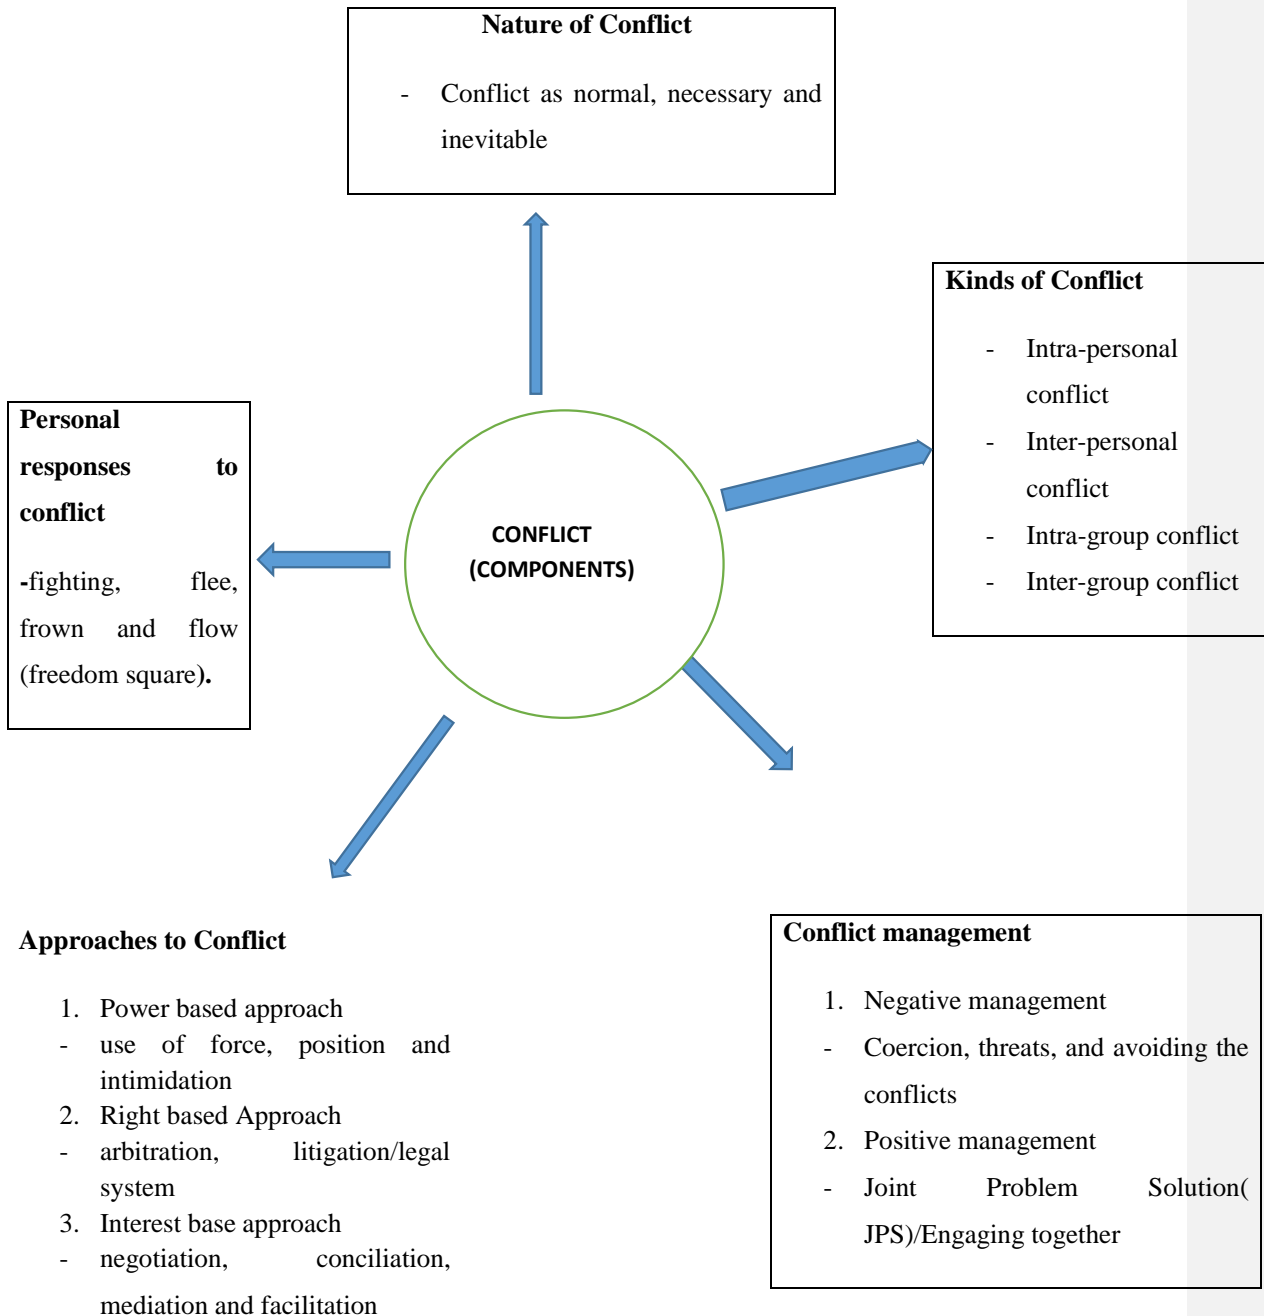 Nature of Conflict
- Conflict as normal, necessary and
inevitable
Kinds of Conflict
- Intra-personal
conflict
- Inter-personal
conflict
- Intra-group conflict
- Inter-group conflict
Personal
responses to
conflict
-fighting, flee,
frown and flow
(freedom square).
CONFLICT
(COMPONENTS)
Approaches to Conflict
1. Power based approach
- use of force, position and
intimidation
2. Right based Approach
- arbitration, litigation/legal
system
3. Interest base approach
- negotiation, conciliation,
mediation and facilitation
Conflict management
1. Negative management
- Coercion, threats, and avoiding the
conflicts
2. Positive management
- Joint Problem Solution(
JPS)/Engaging together